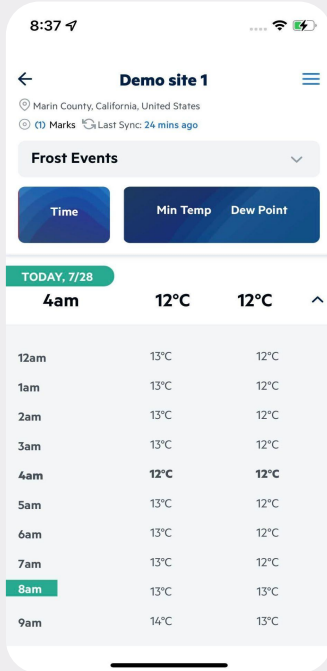 8:37
Demo site 1
Marin County, California, United States
(1) Marks Last Sync: 24 mins ago
Frost Events
Time Min Temp Dew Point
TODAY, 7/28
4am 12°C 12°C
12am 13°C 12°C
1am 13°C 12°C
2am 13°C 12°C
3am 13°C 12°C
4am 12°C 12°C
5am 13°C 12°C
6am 13°C 12°C
7am 13°C 12°C
8am 13°C 13°C
9am 14°C 13°C